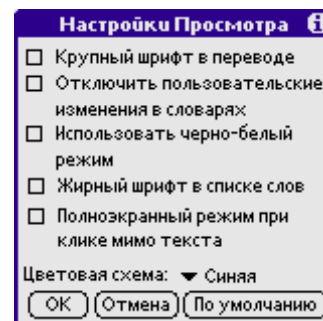 Настройки Просмотра
Крупный шрифт в переводе
Отключить пользовательские
изменения в словарях
Использовать черно-белый
режим
Жирный шрифт в списке слов
Полноэкранный режим при
клике мимо текста
Цветовая схема: Синяя
OK Отмена По умолчанию